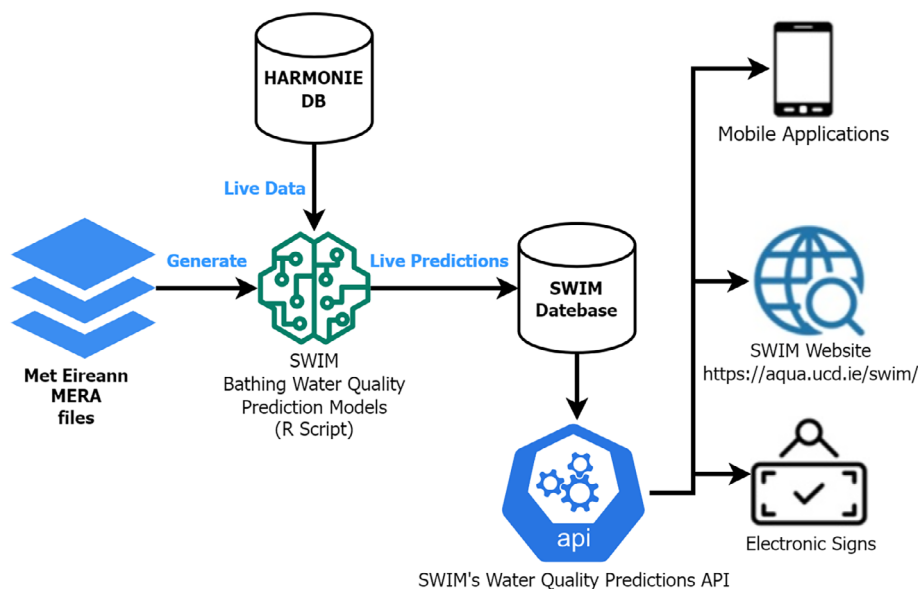 HARMONIE
DB
Live Data
Generate
Live Predictions
Met Eireann
MERA
files
SWIM
Bathing Water Quality
Prediction Models
(R Script)
SWIM
Datebase
api
SWIM's Water Quality Predictions API
Mobile Applications
SWIM Website
https://aqua.ucd.ie/swim/
Electronic Signs